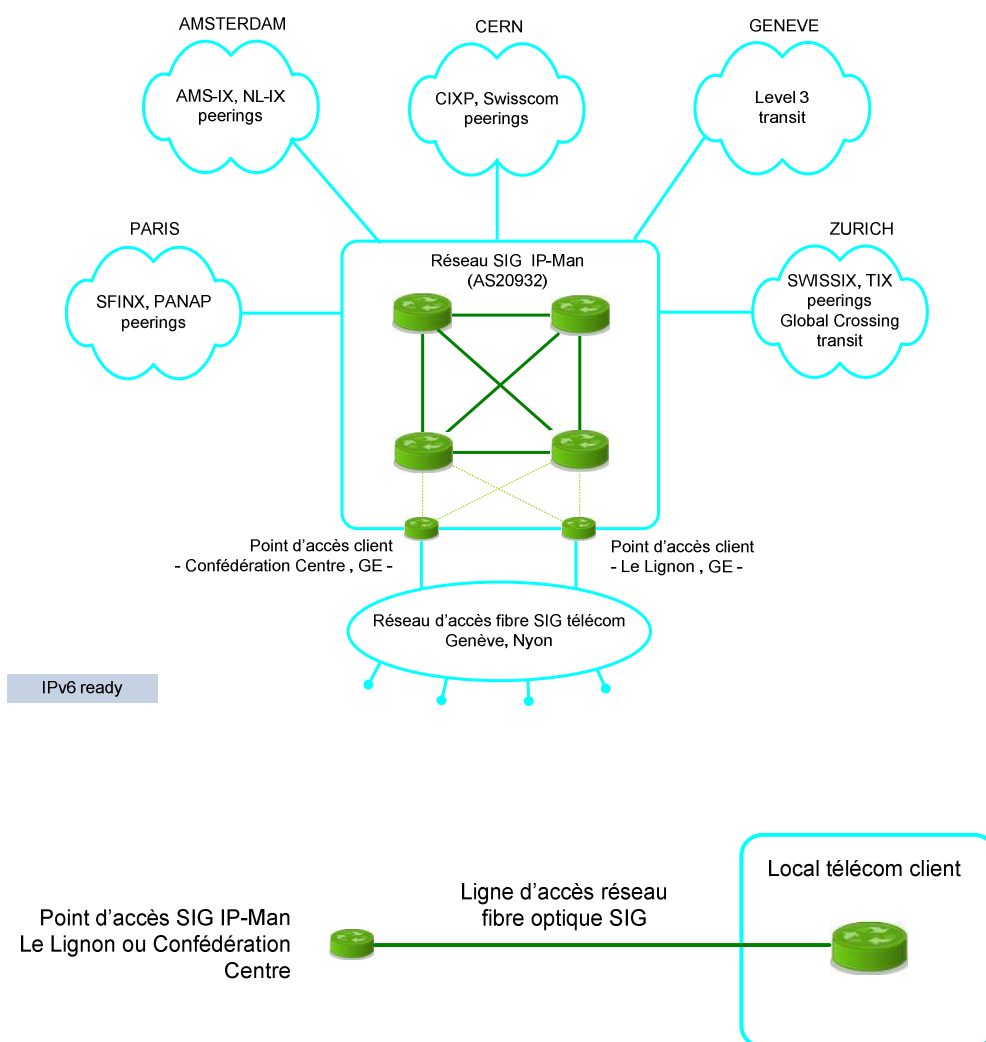 AMSTERDAM
CERN
GENEVE
AMS-IX, NL-IX
peerings
CIXP, Swisscom
peerings
Level 3
transit
PARIS
ZURICH
SFINX, PANAP
peerings
Réseau SIG IP-Man
(AS20932)
SWISSIX, TIX
peerings
Global Crossing
transit
Point d'accès client
- Confédération Centre , GE -
Point d'accès client
- Le Lignon , GE -
Réseau d'accès fibre SIG télécom
Genève, Nyon
IPv6 ready
Local télécom client
Ligne d'accès réseau
fibre optique SIG
Point d'accès SIG IP-Man
Le Lignon ou Confédération
Centre